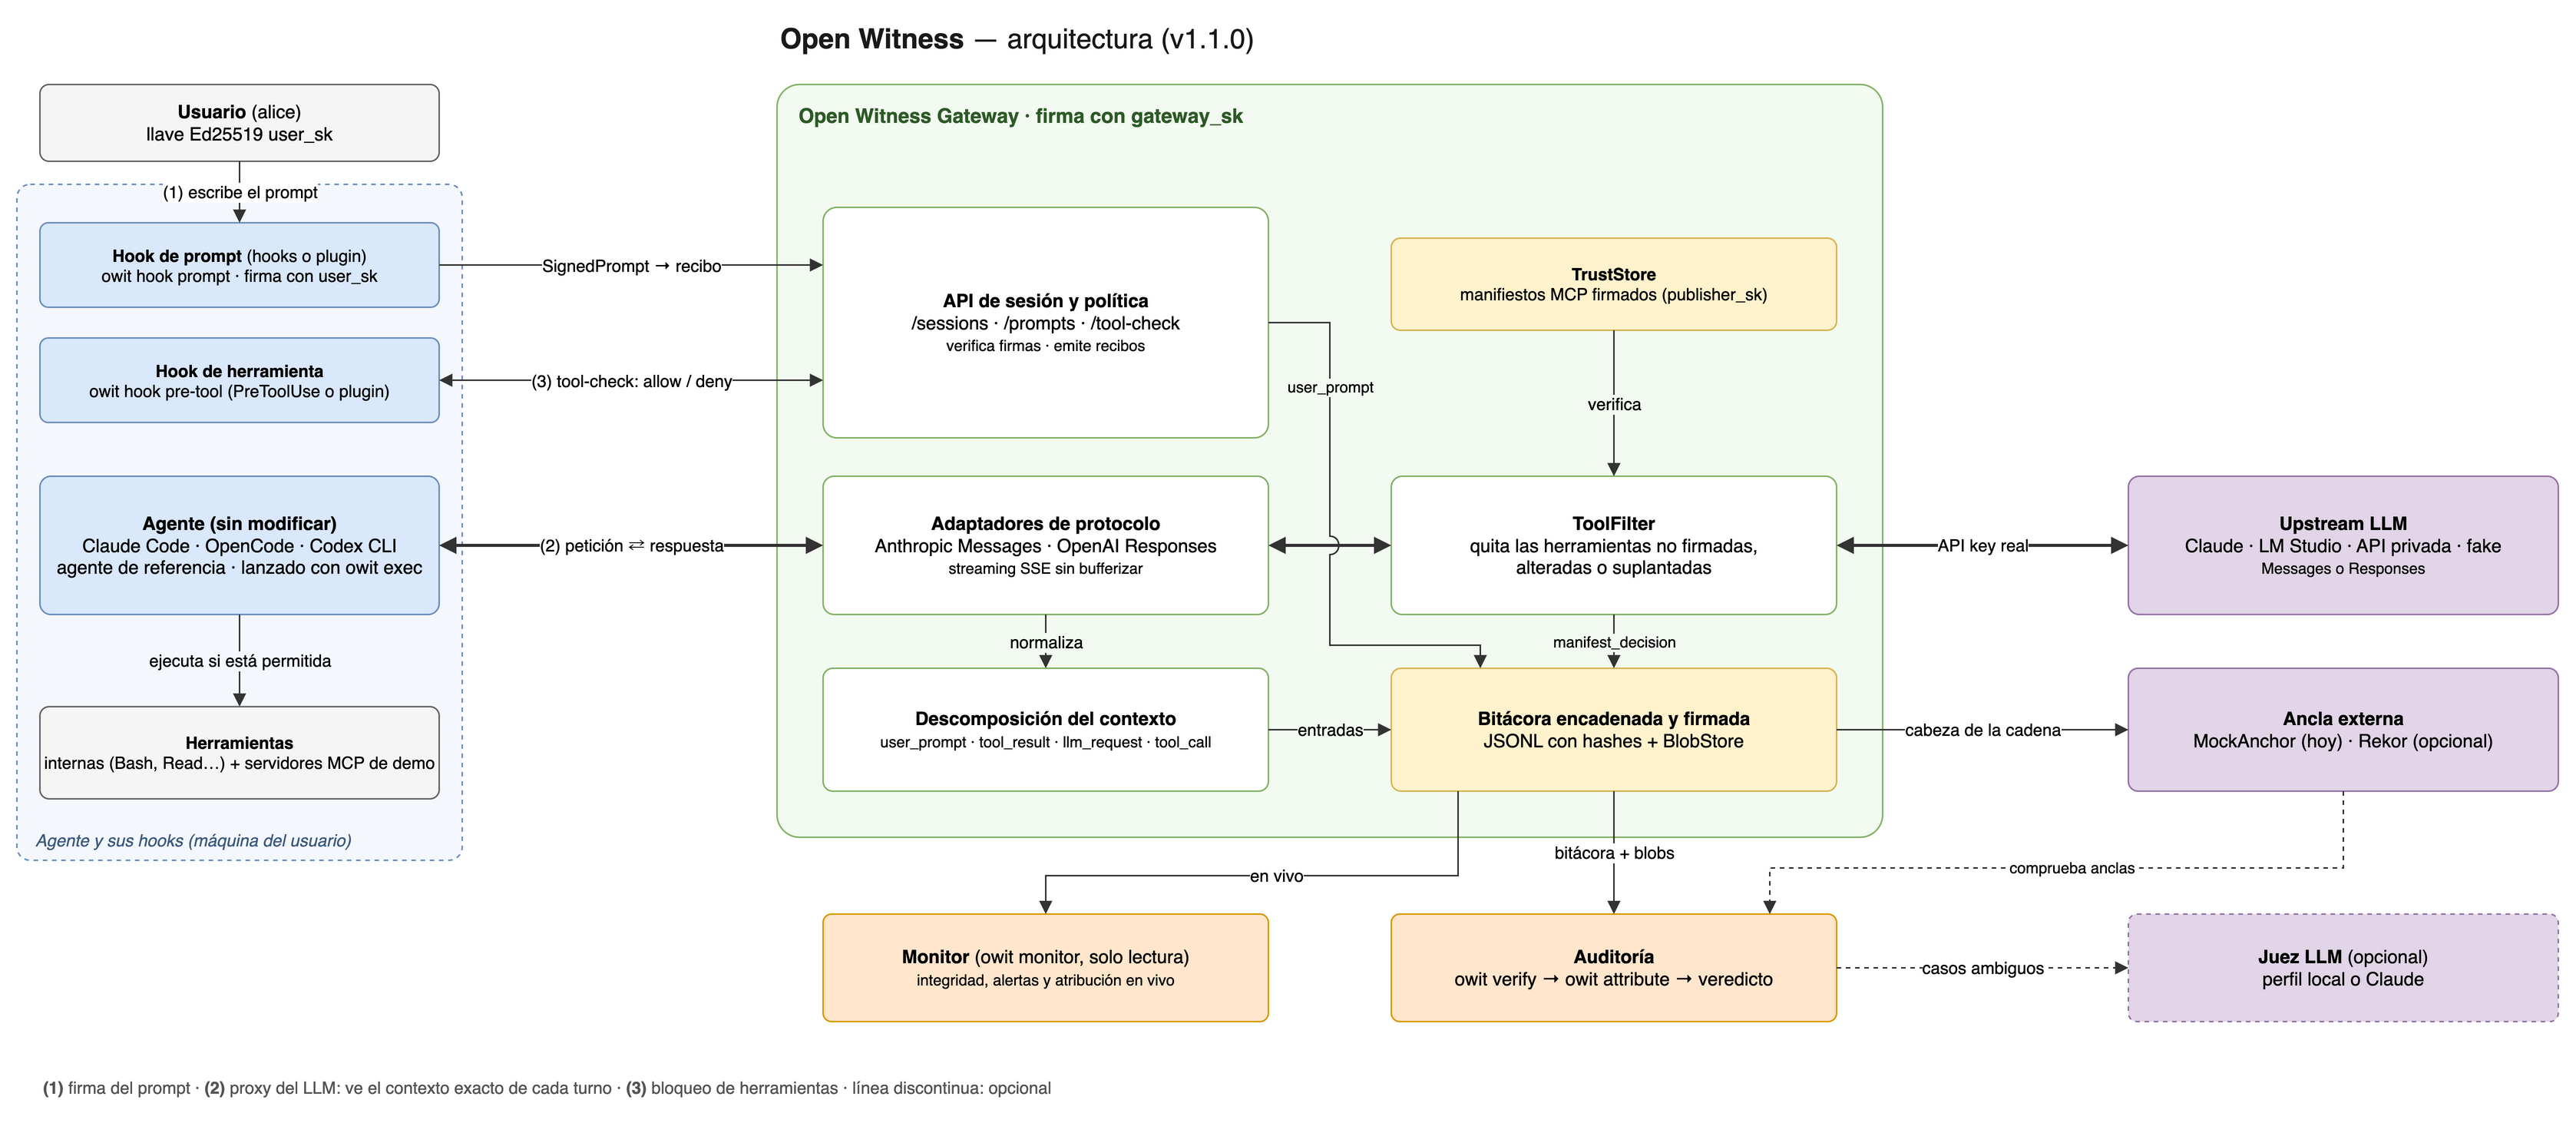 Open Witness — arquitectura (v1.1.0)
Usuario (alice)
llave Ed25519 user_sk
(1) escribe el prompt
Hook de prompt (hooks o plugin)
owit hook prompt · firma con user_sk
Hook de herramienta
owit hook pre-tool (PreToolUse o plugin)
Agente (sin modificar)
Claude Code · OpenCode · Codex CLI
agente de referencia · lanzado con owit exec
ejecuta si está permitida
Herramientas
internas (Bash, Read…) + servidores MCP de demo
Agente y sus hooks (máquina del usuario)
SignedPrompt → recibo
(3) tool-check: allow / deny
(2) petición ⇄ respuesta
Open Witness Gateway · firma con gateway_sk
API de sesión y política
/sessions · /prompts · /tool-check
verifica firmas · emite recibos
user_prompt
TrustStore
manifiestos MCP firmados (publisher_sk)
verifica
Adaptadores de protocolo
Anthropic Messages · OpenAI Responses
streaming SSE sin bufferizar
ToolFilter
quita las herramientas no firmadas,
alteradas o suplantadas
normaliza
manifest_decision
Descomposición del contexto
user_prompt · tool_result · llm_request · tool_call
entradas
Bitácora encadenada y firmada
JSONL con hashes + BlobStore
API key real
Upstream LLM
Claude · LM Studio · API privada · fake
Messages o Responses
cabeza de la cadena
Ancla externa
MockAnchor (hoy) · Rekor (opcional)
en vivo
bitácora + blobs
comprueba anclas
Monitor (owit monitor, solo lectura)
integridad, alertas y atribución en vivo
Auditoría
owit verify → owit attribute → veredicto
casos ambiguos
Juez LLM (opcional)
perfil local o Claude
(1) firma del prompt · (2) proxy del LLM: ve el contexto exacto de cada turno · (3) bloqueo de herramientas · línea discontinua: opcional